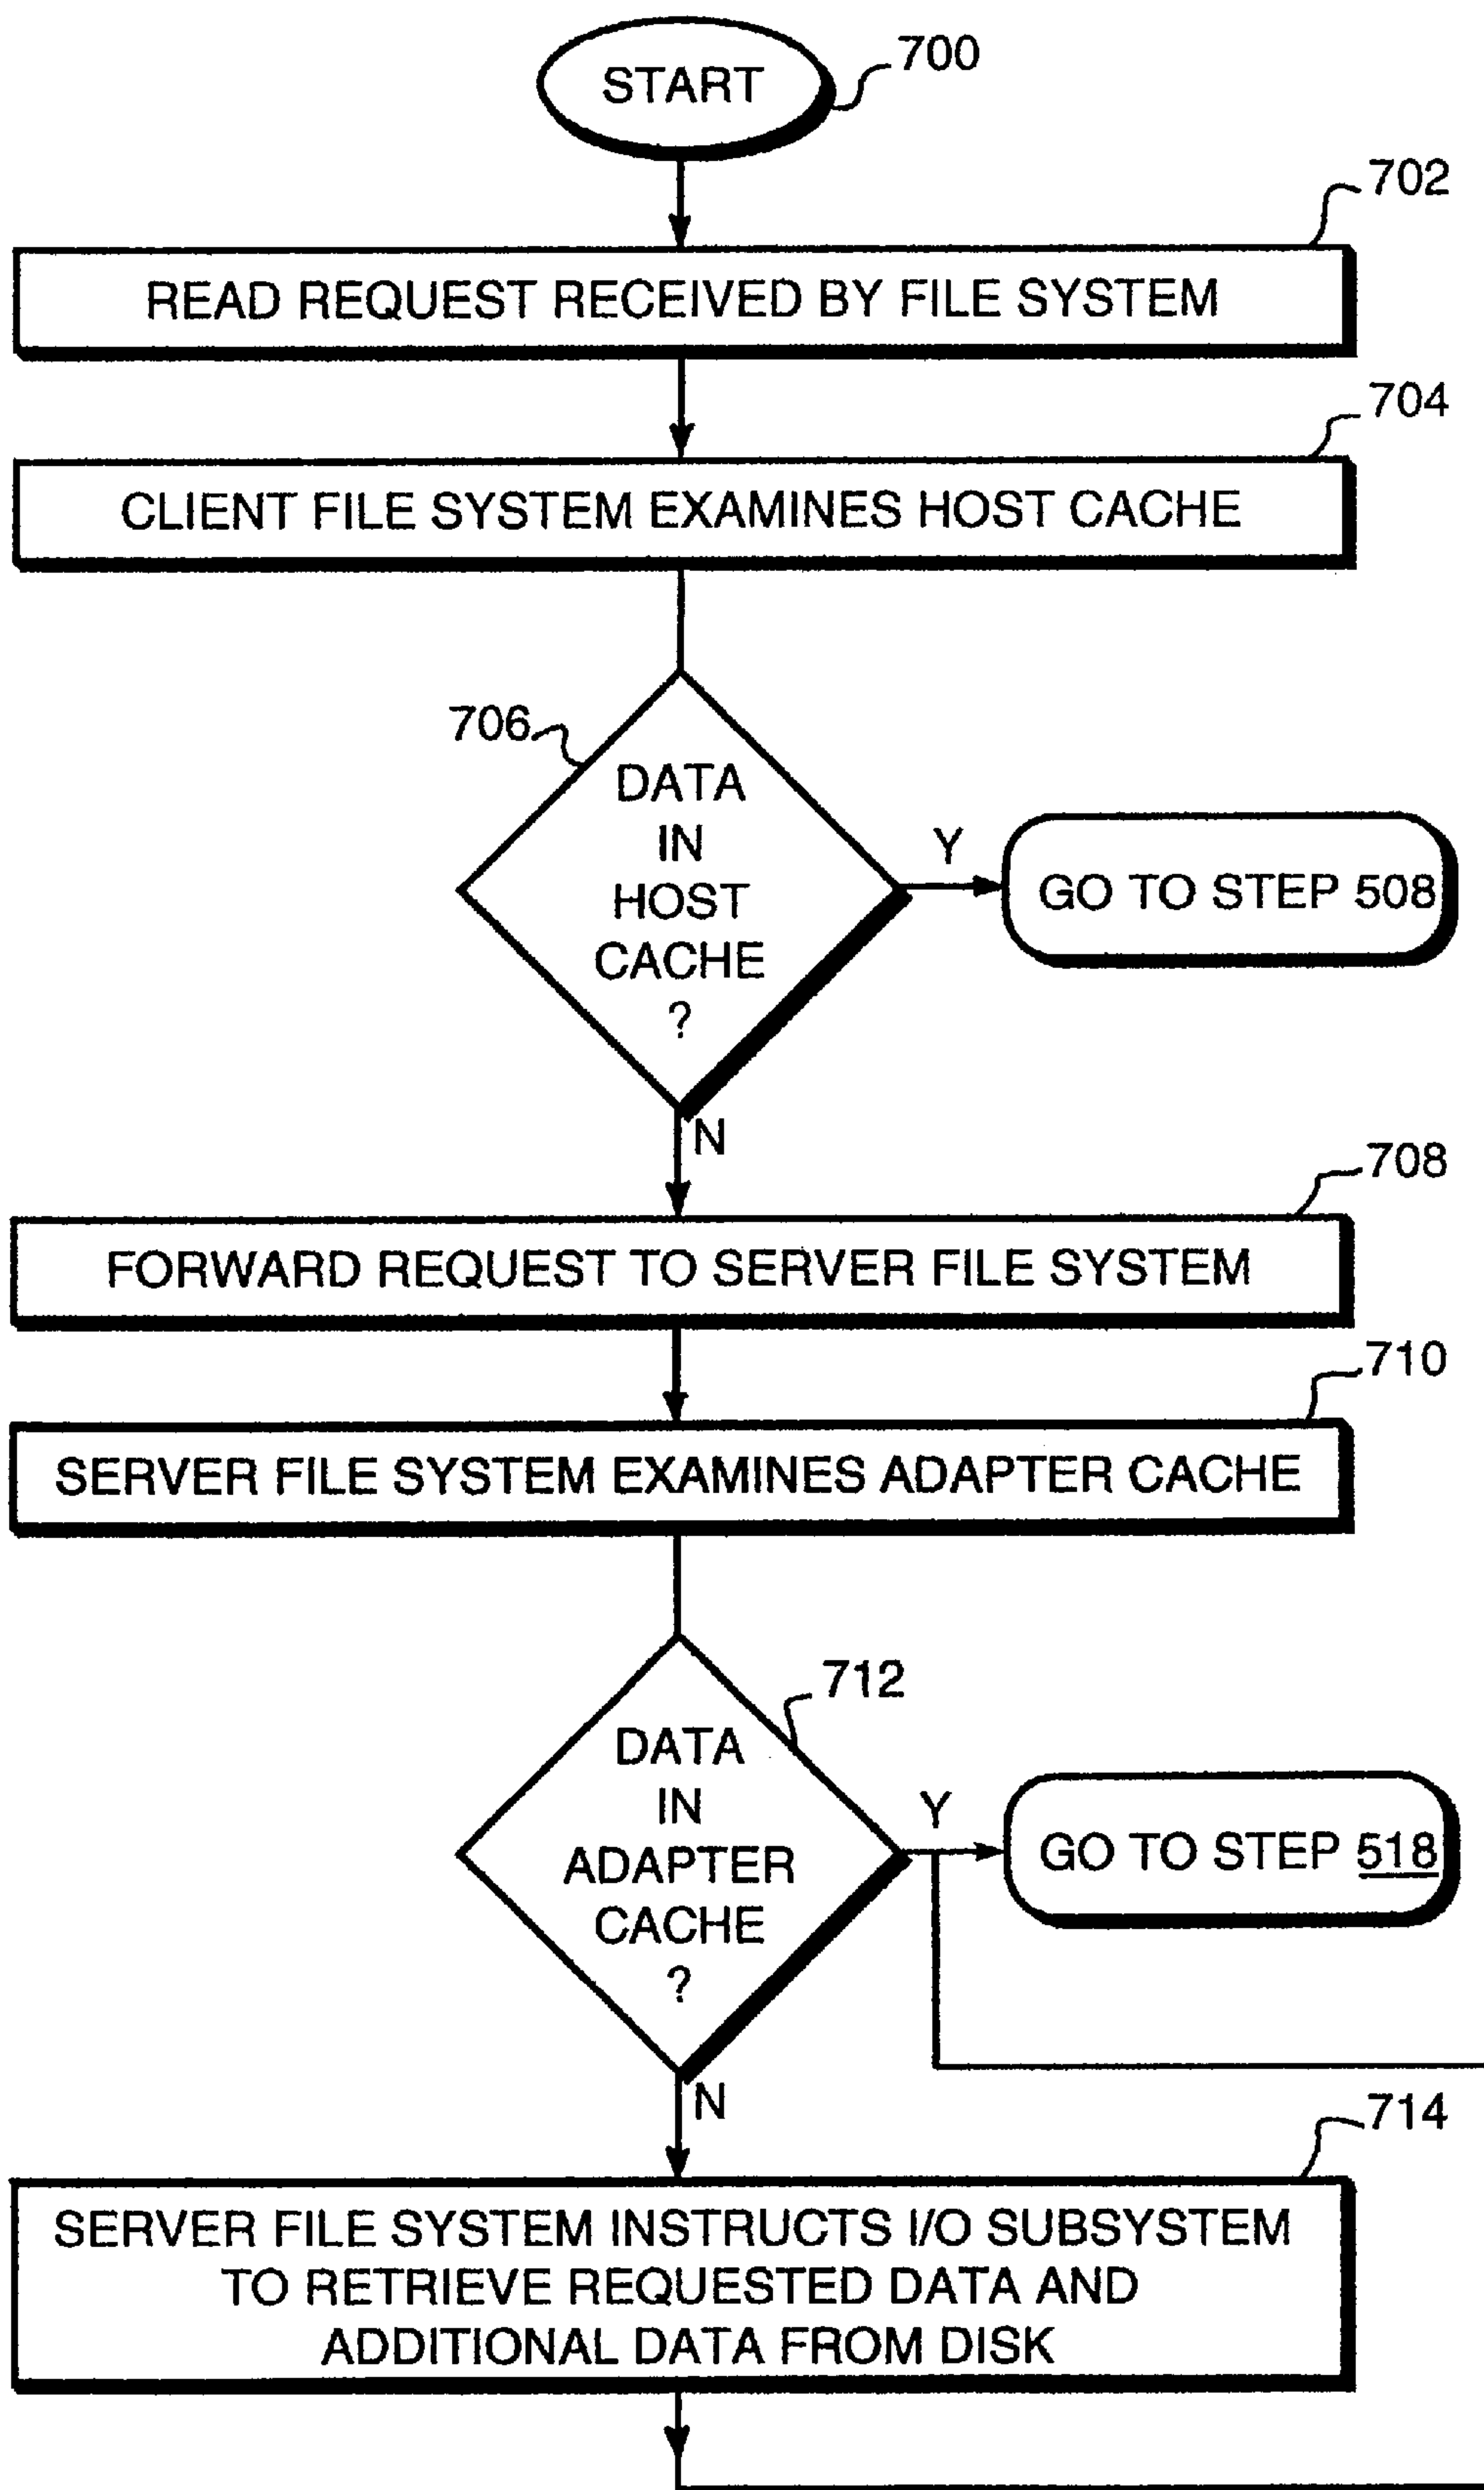 START
700
702
READ REQUEST RECEIVED BY FILE SYSTEM
704
CLIENT FILE SYSTEM EXAMINES HOST CACHE
706
DATA
IN
HOST
CACHE
?
Y
GO TO STEP 508
N
708
FORWARD REQUEST TO SERVER FILE SYSTEM
710
SERVER FILE SYSTEM EXAMINES ADAPTER CACHE
712
DATA
IN
ADAPTER
CACHE
?
Y
GO TO STEP 518
N
714
SERVER FILE SYSTEM INSTRUCTS I/O SUBSYSTEM
TO RETRIEVE REQUESTED DATA AND
ADDITIONAL DATA FROM DISK